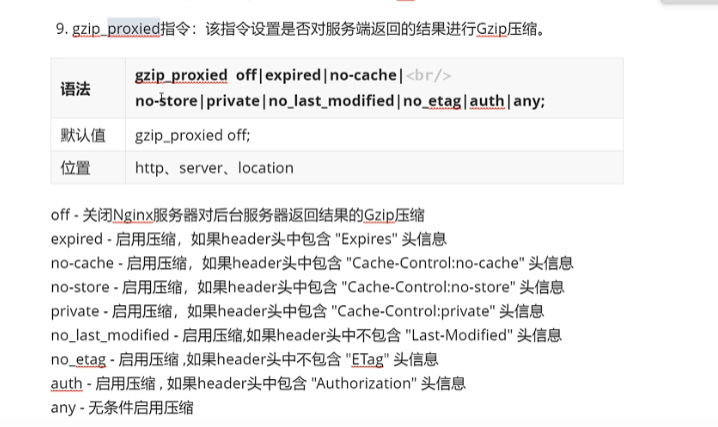 9. gzip_proxied指令：该指令设置是否对服务端返回的结果进行Gzip压缩。
语法
gzip_proxied off|expired|no-cache|<br/>
no-store|private|no_last_modified|no_etag|auth|any;
默认值
gzip_proxied off;
位置
http、server、location
off - 关闭Nginx服务器对后台服务器返回结果的Gzip压缩
expired - 启用压缩，如果header头中包含 "Expires" 头信息
no-cache - 启用压缩，如果header头中包含 "Cache-Control:no-cache" 头信息
no-store - 启用压缩，如果header头中包含 "Cache-Control:no-store" 头信息
private - 启用压缩，如果header头中包含 "Cache-Control:private" 头信息
no_last_modified - 启用压缩,如果header头中不包含 "Last-Modified" 头信息
no_etag - 启用压缩 ,如果header头中不包含 "ETag" 头信息
auth - 启用压缩 , 如果header头中包含 "Authorization" 头信息
any - 无条件启用压缩